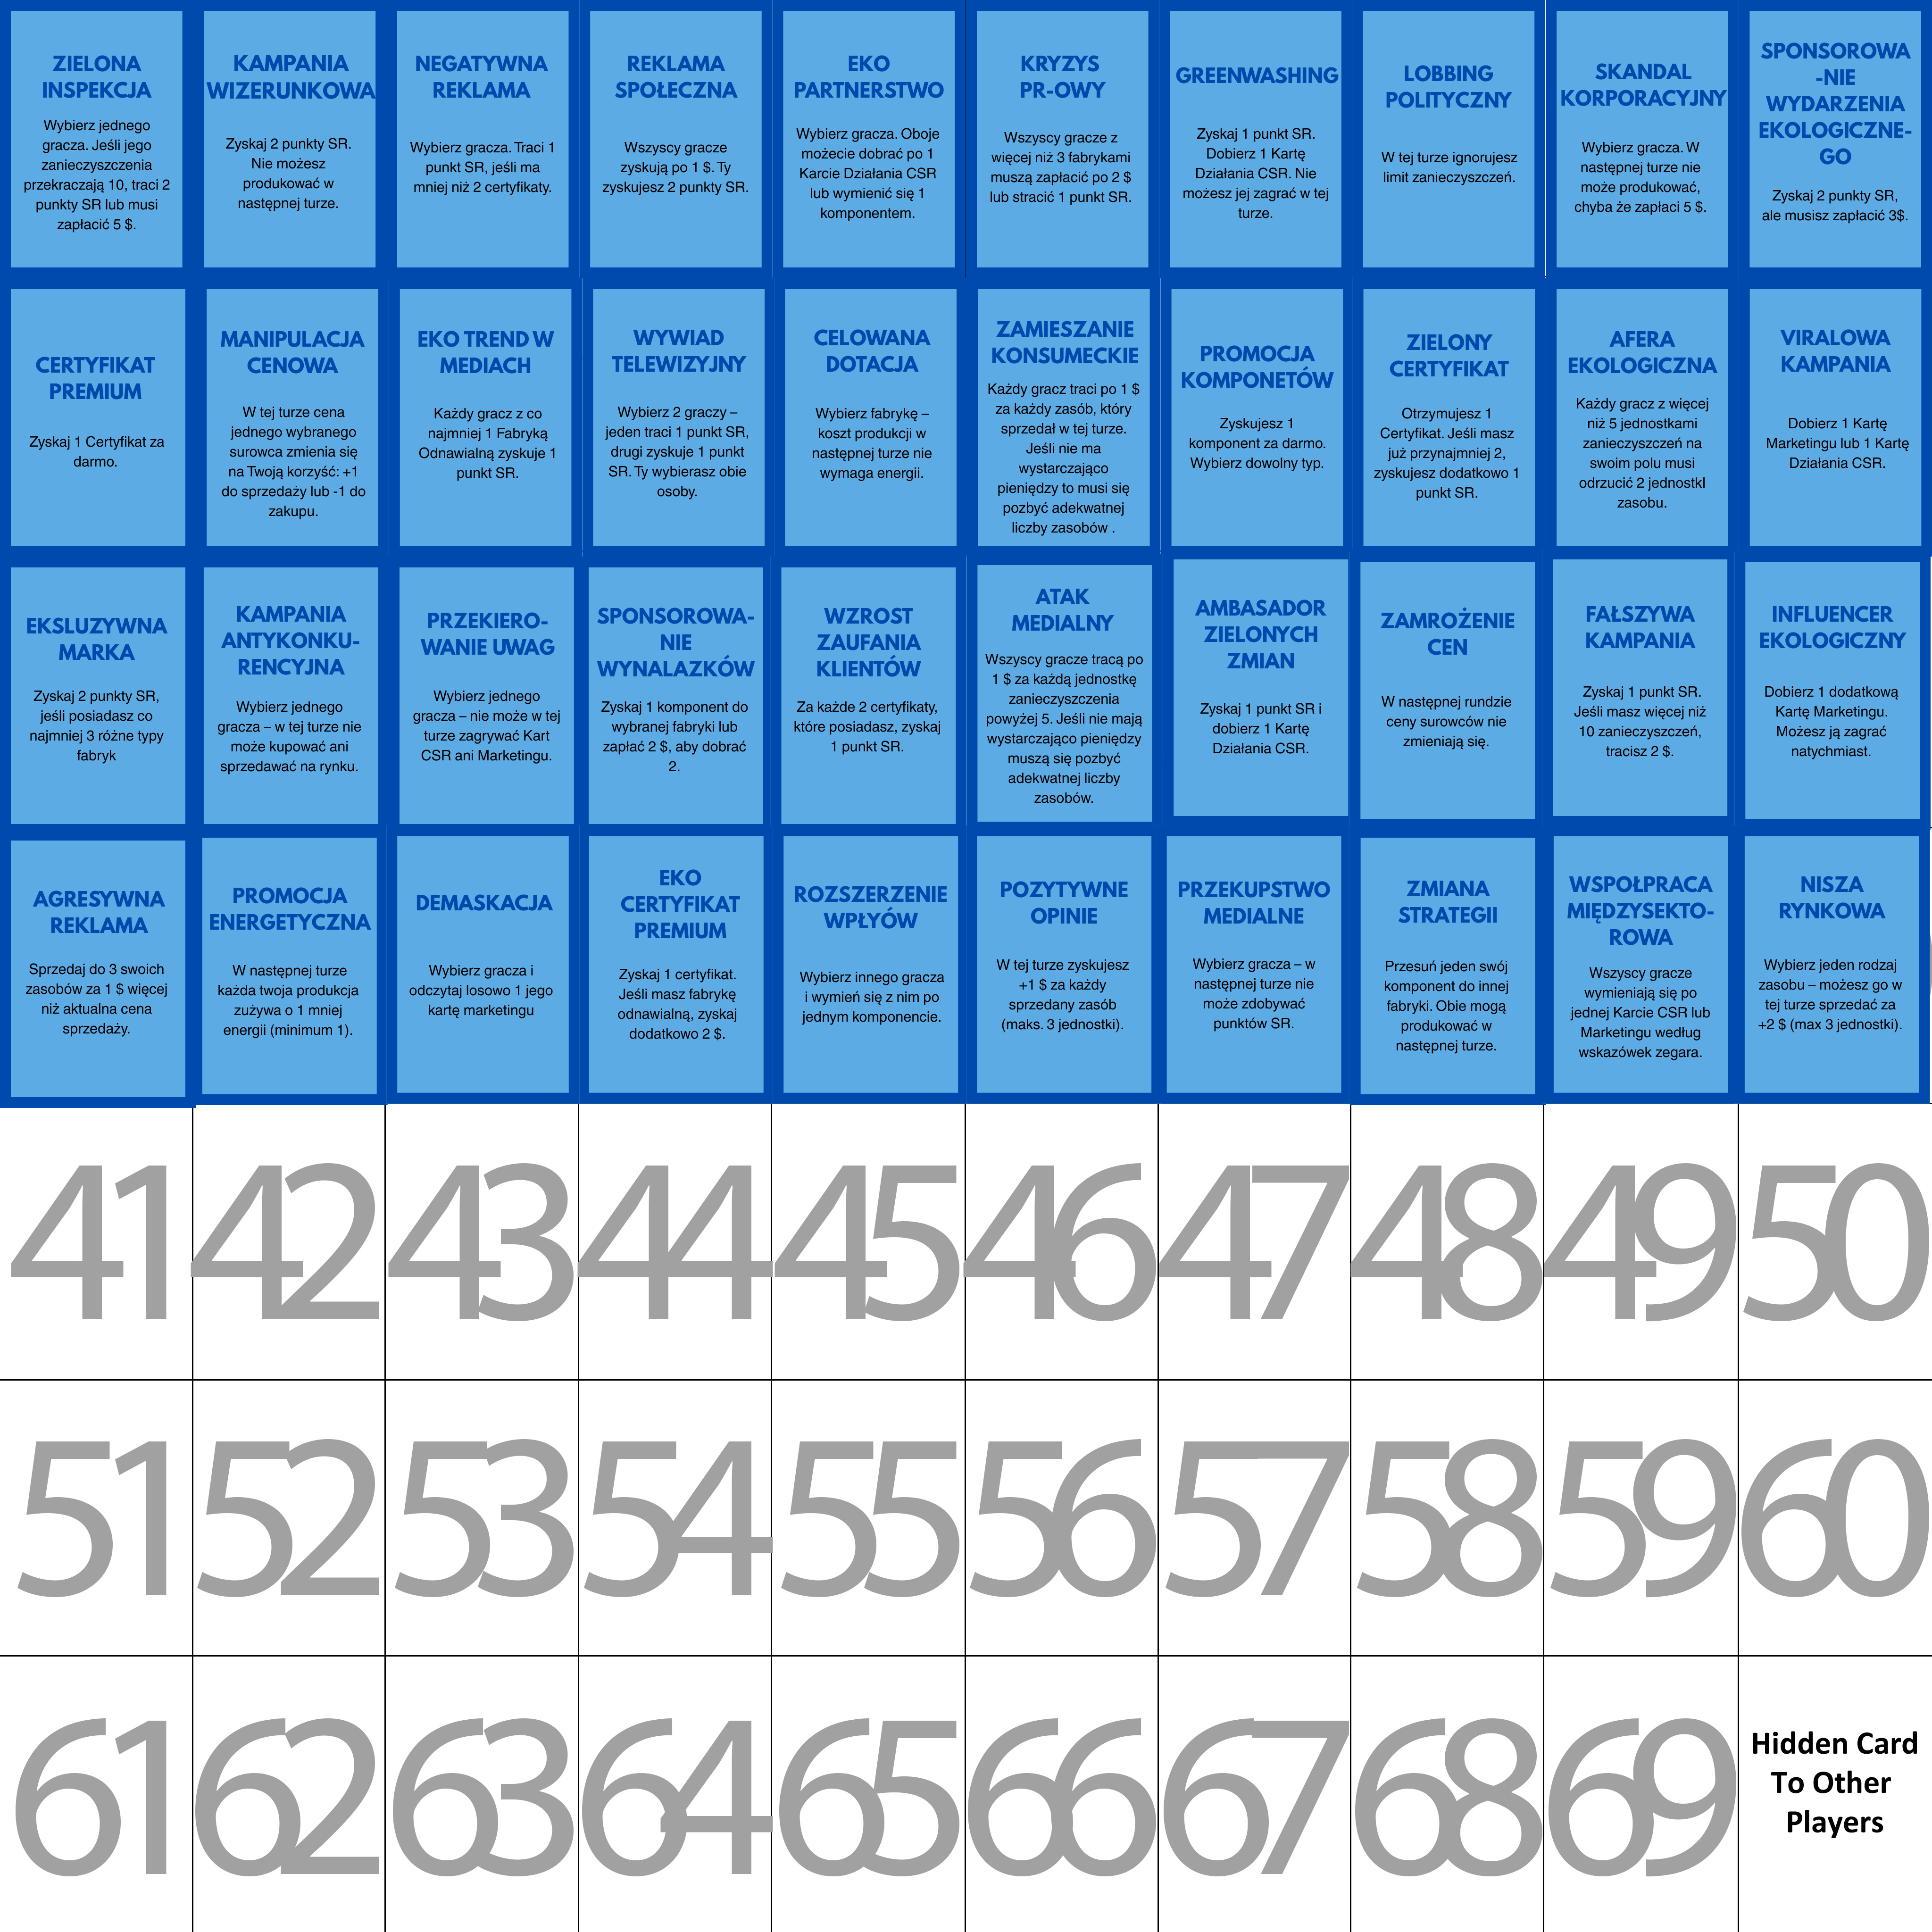 ZIELONA
INSPEKCJA
Wybierz jednego
gracza. Jeśli jego
zanieczyszczenia
przekraczają 10, traci 2
punkty SR lub musi
zapłacić 5 $.
KAMPANIA
WIZERUNKOWA
Zyskaj 2 punkty SR.
Nie możesz
produkować w
następnej turze.
NEGATYWNA
REKLAMA
Wybierz gracza. Traci 1
punkt SR, jeśli ma
mniej niż 2 certyfikaty.
REKLAMA
SPOŁECZNA
Wszyscy gracze
zyskują po 1 $. Ty
zyskujesz 2 punkty SR.
EKO
PARTNERSTWO
Wybierz gracza. Oboje
możecie dobrać po 1
Karcie Działania CSR
lub wymienić się 1
komponentem.
KRYZYS
PR-OWY
Wszyscy gracze z
więcej niż 3 fabrykami
muszą zapłacić po 2 $
lub stracić 1 punkt SR.
GREENWASHING
Zyskaj 1 punkt SR.
Dobierz 1 Kartę
Działania CSR. Nie
możesz jej zagrać w tej
turze.
LOBBING
POLITYCZNY
W tej turze ignorujesz
limit zanieczyszczeń.
SKANDAL
KORPORACYJNY
Wybierz gracza. W
następnej turze nie
może produkować,
chyba że zapłaci 5 $.
SPONSOROWA
-NIE
WYDARZENIA
EKOLOGICZNE-
GO
Zyskaj 2 punkty SR,
ale musisz zapłacić 3$.
CERTYFIKAT
PREMIUM
Zyskaj 1 Certyfikat za
darmo.
MANIPULACJA
CENOWA
W tej turze cena
jednego wybranego
surowca zmienia się
na Twoją korzyść: +1
do sprzedaży lub -1 do
zakupu.
EKO TREND W
MEDIACH
Każdy gracz z co
najmniej 1 Fabryką
Odnawialną zyskuje 1
punkt SR.
WYWIAD
TELEWIZYJNY
Wybierz 2 graczy –
jeden traci 1 punkt SR,
drugi zyskuje 1 punkt
SR. Ty wybierasz obie
osoby.
CELOWANA
DOTACJA
Wybierz fabrykę –
koszt produkcji w
następnej turze nie
wymaga energii.
ZAMIESZANIE
KONSUMECKIE
Każdy gracz traci po 1 $
za każdy zasób, który
sprzedał w tej turze.
Jeśli nie ma
wystarczająco
pieniędzy to musi się
pozbyć adekwatnej
liczby zasobów .
PROMOCJA
KOMPONETÓW
Zyskujesz 1
komponent za darmo.
Wybierz dowolny typ.
ZIELONY
CERTYFIKAT
Otrzymujesz 1
Certyfikat. Jeśli masz
już przynajmniej 2,
zyskujesz dodatkowo 1
punkt SR.
AFERA
EKOLOGICZNA
Każdy gracz z więcej
niż 5 jednostkami
zanieczyszczeń na
swoim polu musi
odrzucić 2 jednostkI
zasobu.
VIRALOWA
KAMPANIA
Dobierz 1 Kartę
Marketingu lub 1 Kartę
Działania CSR.
EKSLUZYWNA
MARKA
Zyskaj 2 punkty SR,
jeśli posiadasz co
najmniej 3 różne typy
fabryk
KAMPANIA
ANTYKONKU-
RENCYJNA
Wybierz jednego
gracza – w tej turze nie
może kupować ani
sprzedawać na rynku.
PRZEKIERO-
WANIE UWAG
Wybierz jednego
gracza – nie może w tej
turze zagrywać Kart
CSR ani Marketingu.
SPONSOROWA-
NIE
WYNALAZKÓW
Zyskaj 1 komponent do
wybranej fabryki lub
zapłać 2 $, aby dobrać
2.
WZROST
ZAUFANIA
KLIENTÓW
Za każde 2 certyfikaty,
które posiadasz, zyskaj
1 punkt SR.
ATAK
MEDIALNY
Wszyscy gracze tracą po
1 $ za każdą jednostkę
zanieczyszczenia
powyżej 5. Jeśli nie mają
wystarczająco pieniędzy
muszą się pozbyć
adekwatnej liczby
zasobów.
AMBASADOR
ZIELONYCH
ZMIAN
Zyskaj 1 punkt SR i
dobierz 1 Kartę
Działania CSR.
ZAMROŻENIE
CEN
W następnej rundzie
ceny surowców nie
zmieniają się.
FAŁSZYWA
KAMPANIA
Zyskaj 1 punkt SR.
Jeśli masz więcej niż
10 zanieczyszczeń,
tracisz 2 $.
INFLUENCER
EKOLOGICZNY
Dobierz 1 dodatkową
Kartę Marketingu.
Możesz ją zagrać
natychmiast.
AGRESYWNA
REKLAMA
Sprzedaj do 3 swoich
zasobów za 1 $ więcej
niż aktualna cena
sprzedaży.
PROMOCJA
ENERGETYCZNA
W następnej turze
każda twoja produkcja
zużywa o 1 mniej
energii (minimum 1).
DEMASKACJA
Wybierz gracza i
odczytaj losowo 1 jego
kartę marketingu
EKO
CERTYFIKAT
PREMIUM
Zyskaj 1 certyfikat.
Jeśli masz fabrykę
odnawialną, zyskaj
dodatkowo 2 $.
ROZSZERZENIE
WPŁYÓW
Wybierz innego gracza
i wymień się z nim po
jednym komponencie.
POZYTYWNE
OPINIE
W tej turze zyskujesz
+1 $ za każdy
sprzedany zasób
(maks. 3 jednostki).
PRZEKUPSTWO
MEDIALNE
Wybierz gracza – w
następnej turze nie
może zdobywać
punktów SR.
ZMIANA
STRATEGII
Przesuń jeden swój
komponent do innej
fabryki. Obie mogą
produkować w
następnej turze.
WSPOŁPRACA
MIĘDZYSEKTO-
ROWA
Wszyscy gracze
wymieniają się po
jednej Karcie CSR lub
Marketingu według
wskazówek zegara.
NISZA
RYNKOWA
Wybierz jeden rodzaj
zasobu – możesz go w
tej turze sprzedać za
+2 $ (max 3 jednostki).
41
42
43
44
45
46
47
48
49
50
51
52
53
54
55
56
57
58
59
60
61
62
63
64
65
66
67
68
69
Hidden Card
To Other
Players